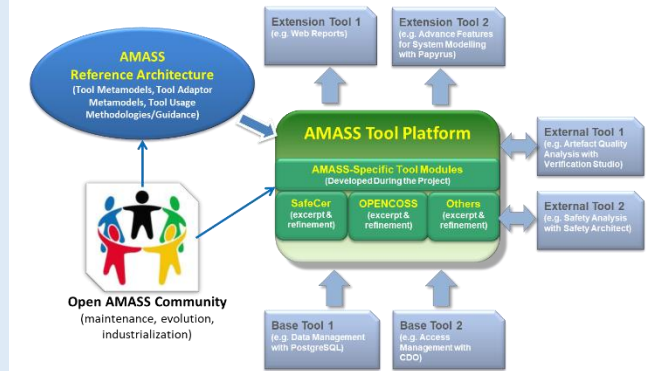 Extension Tool 1
(e.g. Web Reports)
Extension Tool 2
(e.g. Advance Features
for System Modelling
with Papyrus)
AMASS
Reference Architecture
(Tool Metamodels, Tool Adaptor
Metamodels, Tool Usage
Methodologies/Guidance)
AMASS Tool Platform
AMASS-Specific Tool Modules
(Developed During the Project)
SafeCer
(excerpt &
refinement)
OPENCOSS
(excerpt &
refinement)
Others
(excerpt &
refinement)
External Tool 1
(e.g. Artefact Quality
Analysis with
Verification Studio)
External Tool 2
(e.g. Safety Analysis
with Safety Architect)
Open AMASS Community
(maintenance, evolution,
industrialization)
Base Tool 1
(e.g. Data Management
with PostgreSQL)
Base Tool 2
(e.g. Access
Management with
CDO)